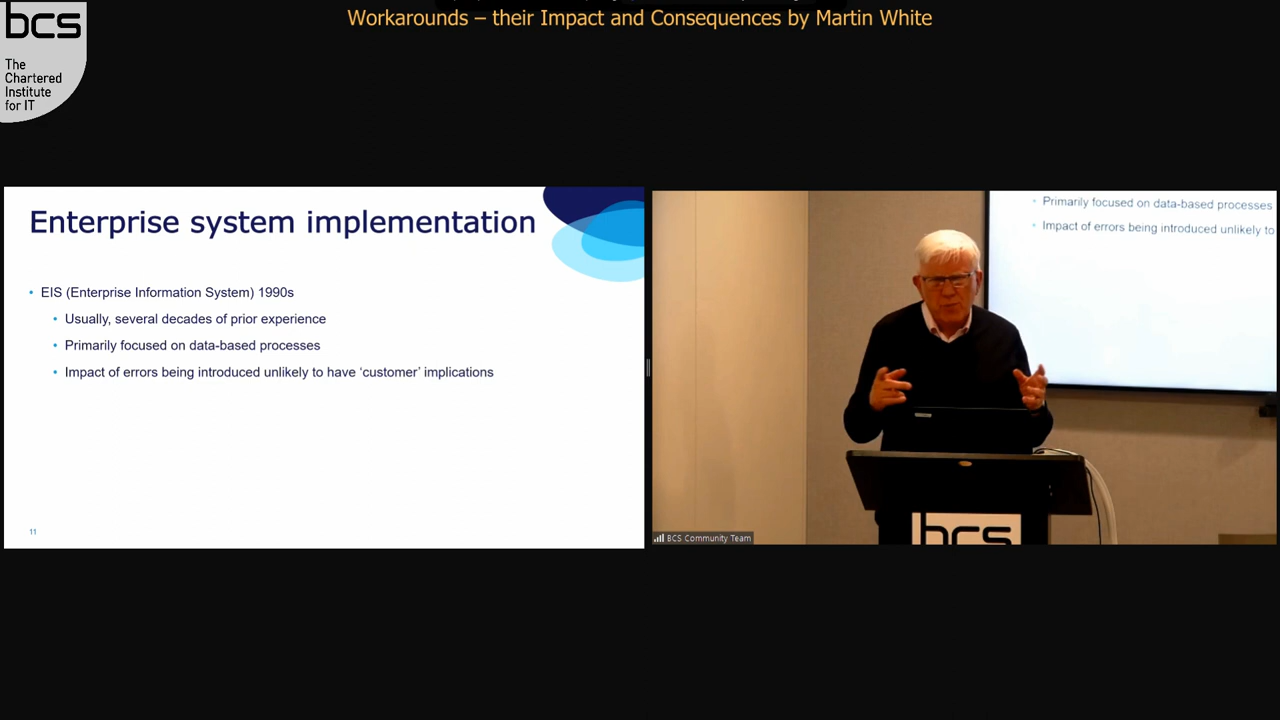 Workarounds – their Impact and Consequences by Martin White
bcs
The
Chartered
Institute
for IT
Enterprise system implementation
• EIS (Enterprise Information System) 1990s
• Usually, several decades of prior experience
• Primarily focused on data-based processes
• Impact of errors being introduced unlikely to have ‘customer’ implications
11
• Primarily focused on data-based processes
• Impact of errors being introduced unlikely to
BCS Community Team
bcs